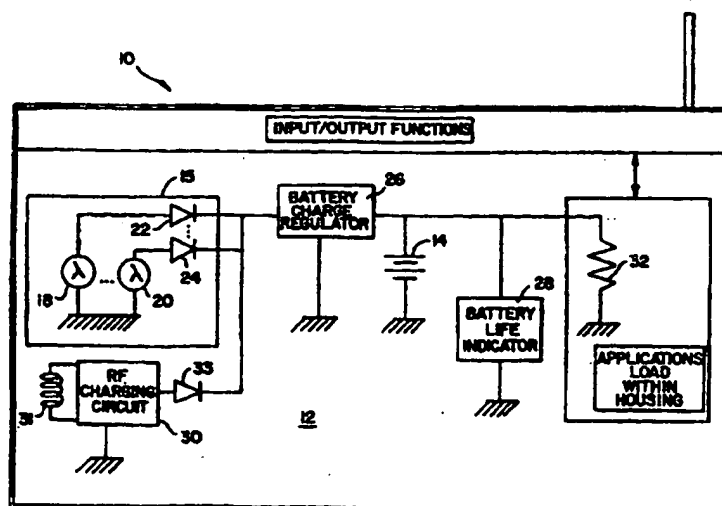 10
INPUT/OUTPUT FUNCTIONS
15
22
24
λ
18
...
λ
20
BATTERY
CHARGE
REGULATOR
26
14
28
BATTERY
LIFE
INDICATOR
32
APPLICATIONS
LOAD
WITHIN
HOUSING
31
RF
CHARGING
CIRCUIT
30
33
12